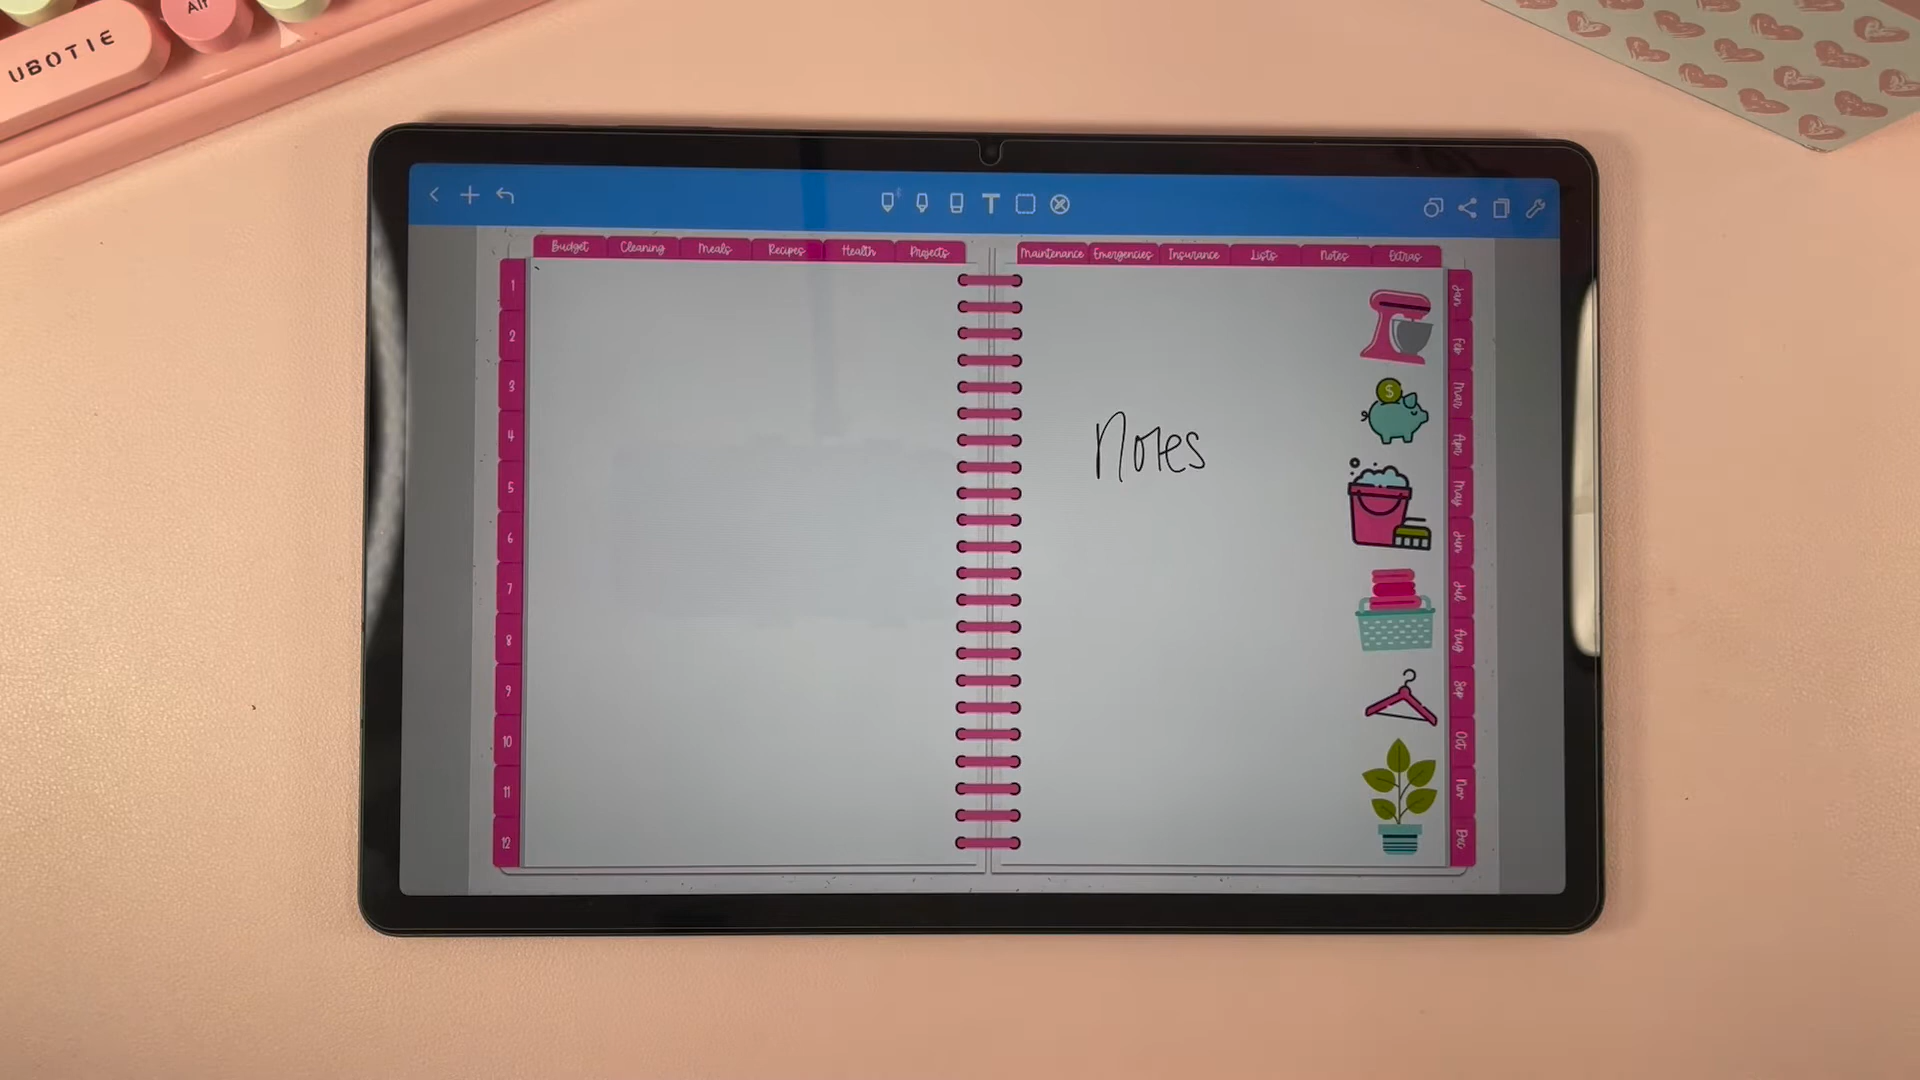 UBOTIE
Alt
T
Budget Cleaning Meals Recipes Health Projects
Maintenance Emergencies Insurance Lists Notes Extras
1
2
3
4
5
6
7
8
9
10
11
12
Notes
$
Jan
Feb
Mar
Apr
May
Jun
Jul
Aug
Sep
Oct
Nov
Dec